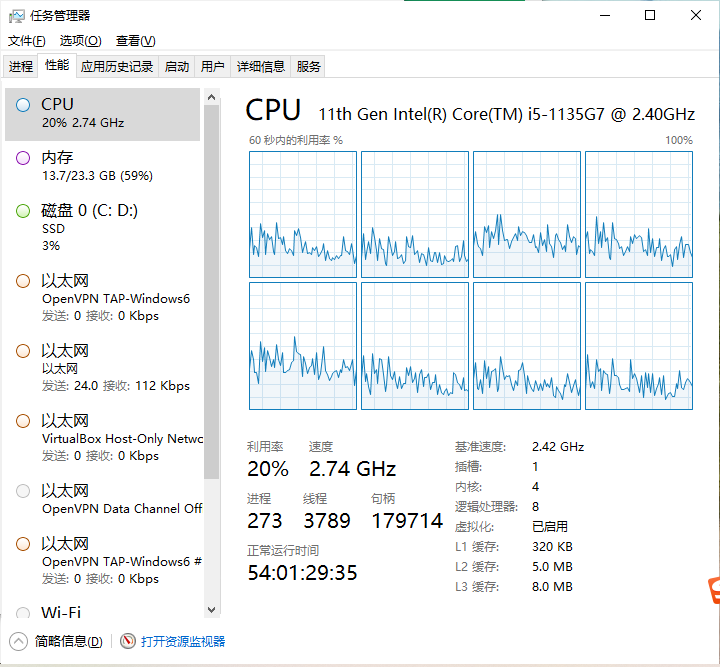 任务管理器
文件(F) 选项(O) 查看(V)
进程 性能 应用历史记录 启动 用户 详细信息 服务
CPU
20% 2.74 GHz
内存
13.7/23.3 GB (59%)
磁盘 0 (C: D:)
SSD
3%
以太网
OpenVPN TAP-Windows6
发送: 0 接收: 0 Kbps
以太网
以太网
发送: 24.0 接收: 112 Kbps
以太网
VirtualBox Host-Only Netwo
发送: 0 接收: 0 Kbps
以太网
OpenVPN Data Channel Off
以太网
OpenVPN TAP-Windows6 #
发送: 0 接收: 0 Kbps
Wi-Fi
CPU 11th Gen Intel(R) Core(TM) i5-1135G7 @ 2.40GHz
60 秒内的利用率 % 100%
利用率 速度
20% 2.74 GHz
进程 线程 句柄
273 3789 179714
正常运行时间
54:01:29:35
基准速度: 2.42 GHz
插槽: 1
内核: 4
逻辑处理器: 8
虚拟化: 已启用
L1 缓存: 320 KB
L2 缓存: 5.0 MB
L3 缓存: 8.0 MB
简略信息(D) 打开资源监视器